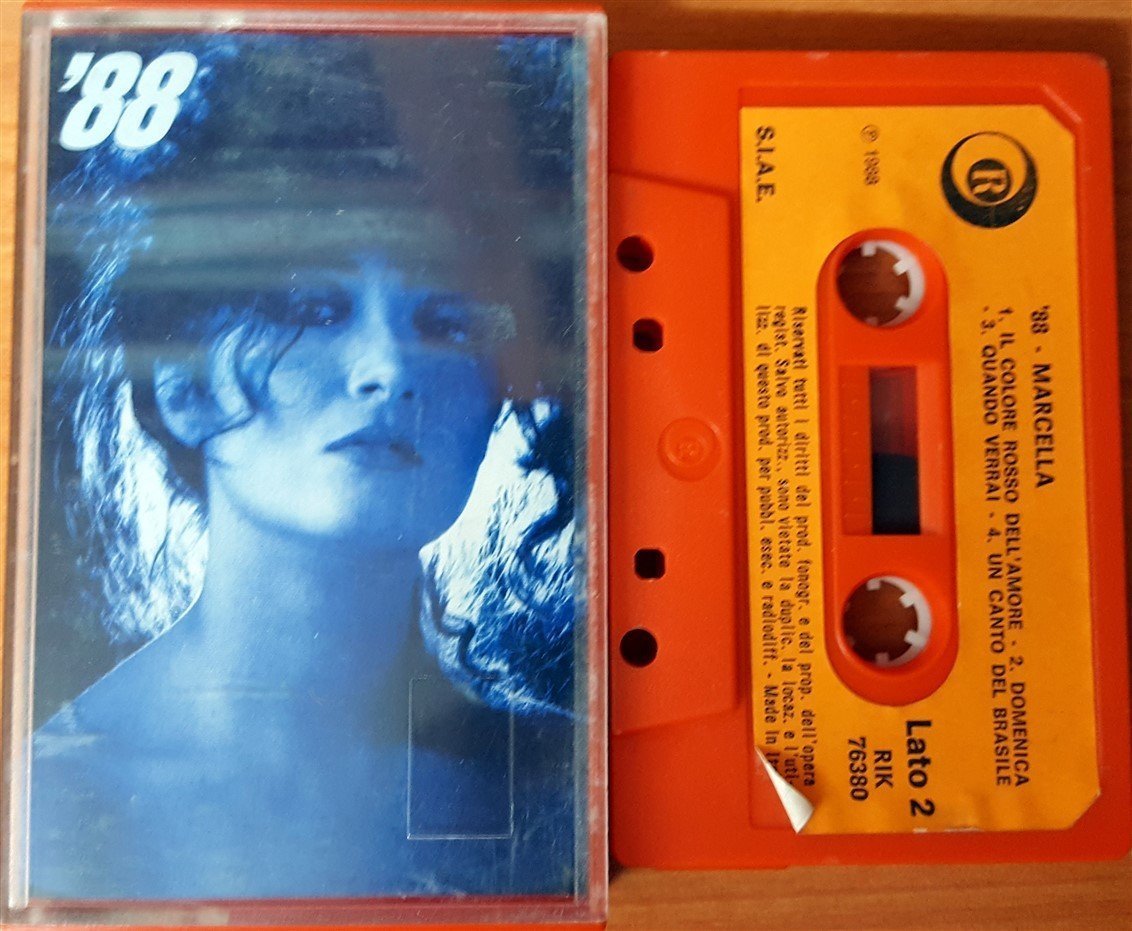 '88
R
℗ 1988
S.I.A.E.
'88 - MARCELLA
1. IL COLORE ROSSO DELL'AMORE - 2. DOMENICA
- 3. QUANDO VERRAI - 4. UN CANTO DEL BRASILE
Lato 2
RIK
76380
Riservati tutti i diritti del prod. fonogr. e del prop. dell'opera
regist. Salvo autorizz., sono vietate la duplic. la locaz. e l'uti-
lizz. di questo prod. per pubbl. esec. e radiodiff. - Made in